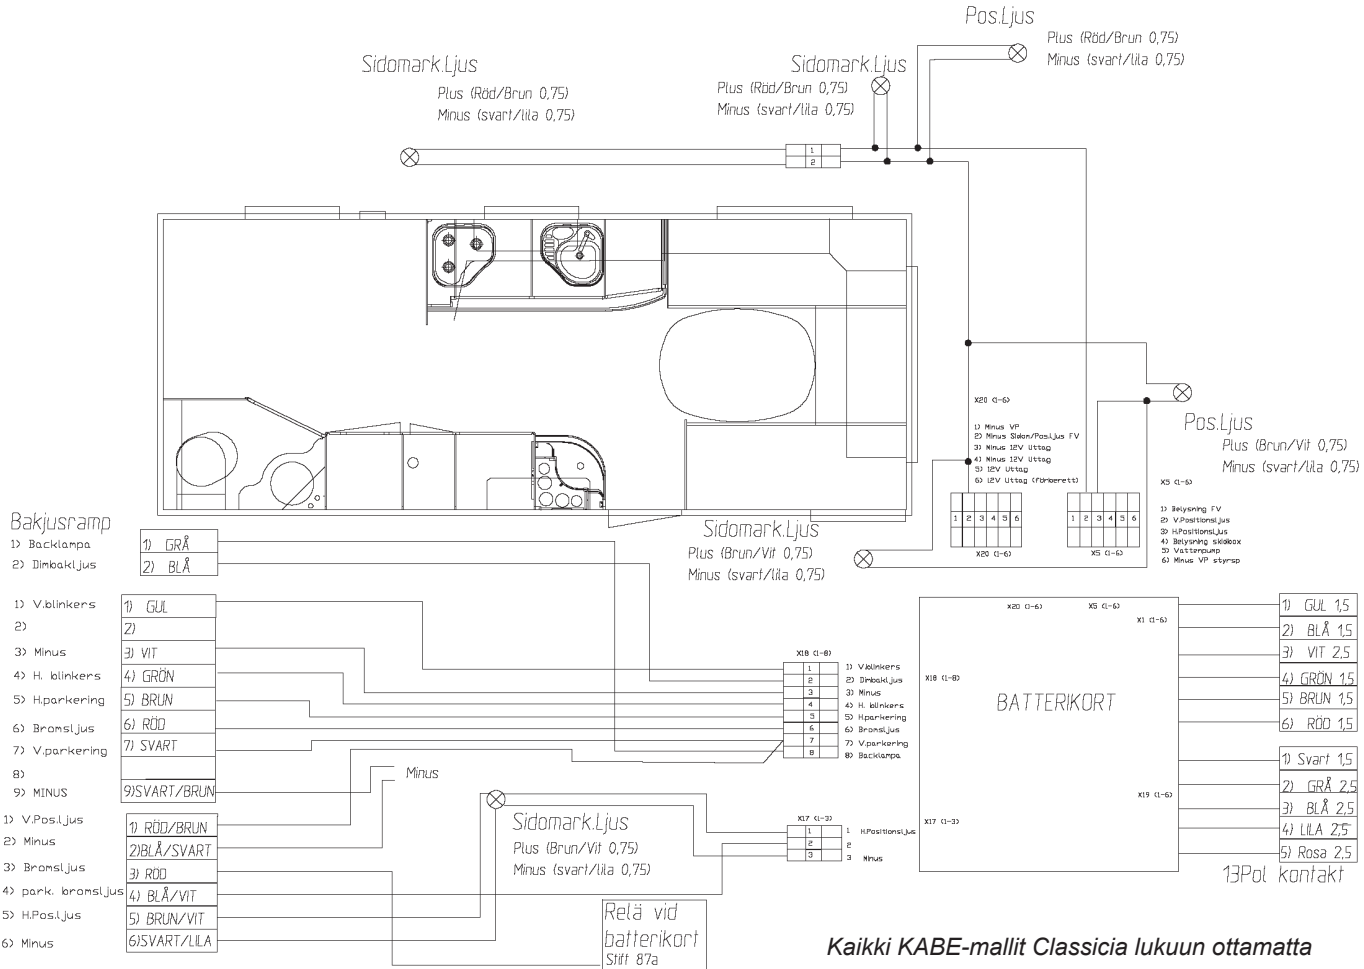 Pos.Ljus
Plus (Röd/Brun 0,75)
Minus (svart/lila 0,75)
Sidomark.Ljus
Plus (Röd/Brun 0,75)
Minus (svart/lila 0,75)
Sidomark.Ljus
Plus (Röd/Brun 0,75)
Minus (svart/lila 0,75)
1
2
X20 (1-6)
1) Minus VP
2) Minus Sidom/Pos.Ljus FV
3) Minus 12V Uttag
4) Minus 12V Uttag
5) 12V Uttag
6) 12V Uttag (förberett)
1 2 3 4 5 6
X20 (1-6)
Pos.Ljus
Plus (Brun/Vit 0,75)
Minus (svart/lila 0,75)
X5 (1-6)
1) Belysning FV
2) V.Positionsljus
3) H.Positionsljus
4) Belysning skidbox
5) Vattenpump
6) Minus VP styrsp
1 2 3 4 5 6
X5 (1-6)
Sidomark.Ljus
Plus (Brun/Vit 0,75)
Minus (svart/lila 0,75)
Bakjusramp
1) Backlampa
2) Dimbakljus
1) GRÅ
2) BLÅ
1) V.blinkers
2)
3) Minus
4) H. blinkers
5) H.parkering
6) Bromsljus
7) V.parkering
8)
9) MINUS
1) GUL
2)
3) VIT
4) GRÖN
5) BRUN
6) RÖD
7) SVART
9)SVART/BRUN
Minus
1) V.Pos.Ljus
2) Minus
3) Bromsljus
4) park. bromsljus
5) H.Pos.Ljus
6) Minus
1) RÖD/BRUN
2)BLÅ/SVART
3) RÖD
4) BLÅ/VIT
5) BRUN/VIT
6)SVART/LILA
Sidomark.Ljus
Plus (Brun/Vit 0,75)
Minus (svart/lila 0,75)
Relä vid
batterikort
Stift 87a
X18 (1-8)
1
2
3
4
5
6
7
8
1) V.blinkers
2) Dimbakljus
3) Minus
4) H. blinkers
5) H.parkering
6) Bromsljus
7) V.parkering
8) Backlampa
X17 (1-3)
1
2
3
1 H.Positionsljus
2
3 Minus
X20 (1-6)
X5 (1-6)
X1 (1-6)
X18 (1-8)
BATTERIKORT
X19 (1-6)
X17 (1-3)
1) GUL 1,5
2) BLÅ 1,5
3) VIT 2,5
4) GRÖN 1,5
5) BRUN 1,5
6) RÖD 1,5
1) Svart 1,5
2) GRÅ 2,5
3) BLÅ 2,5
4) LILA 2,5
5) Rosa 2,5
13Pol kontakt
Kaikki KABE-mallit Classicia lukuun ottamatta